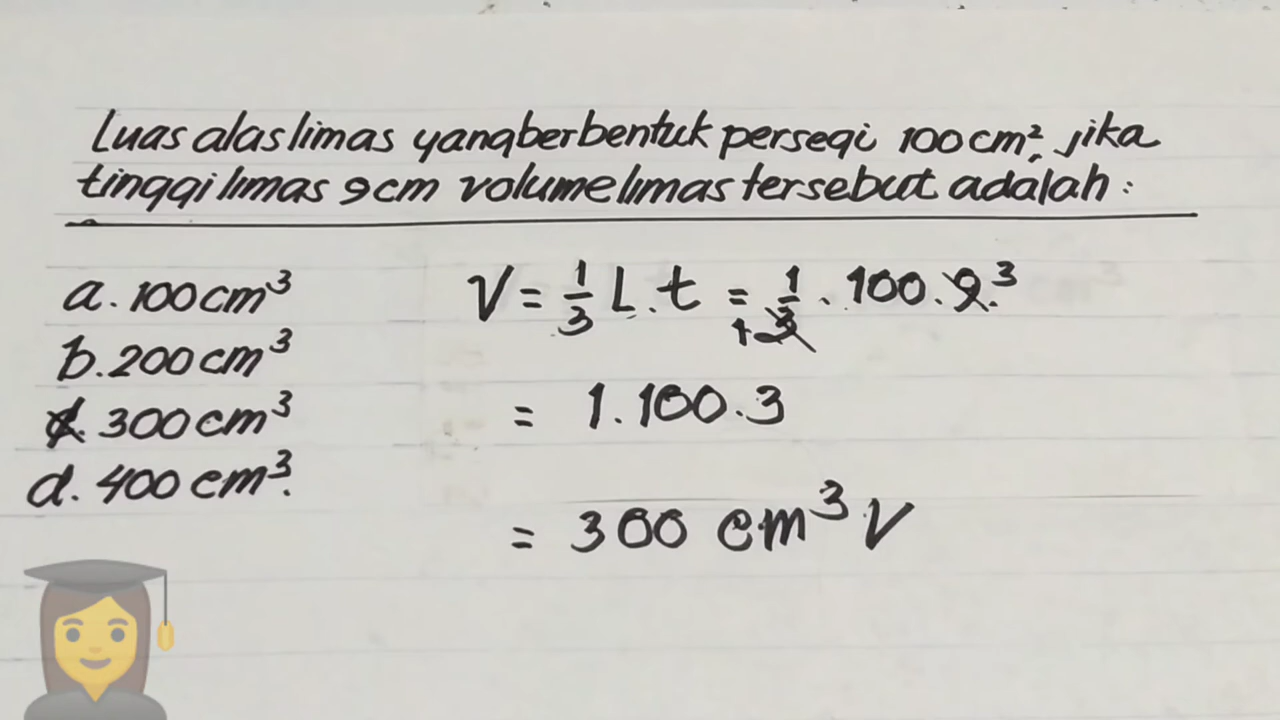 Luas alas limas yang berbentuk persegi 100 cm². jika
tinggi limas 9 cm volume limas tersebut adalah :
a. 100 cm³
b. 200 cm³
c. 300 cm³
d. 400 cm³.
V = 1/3 L . t = 1/3 . 100 . 9 . 3
1
= 1 . 100 . 3
= 300 cm³ V